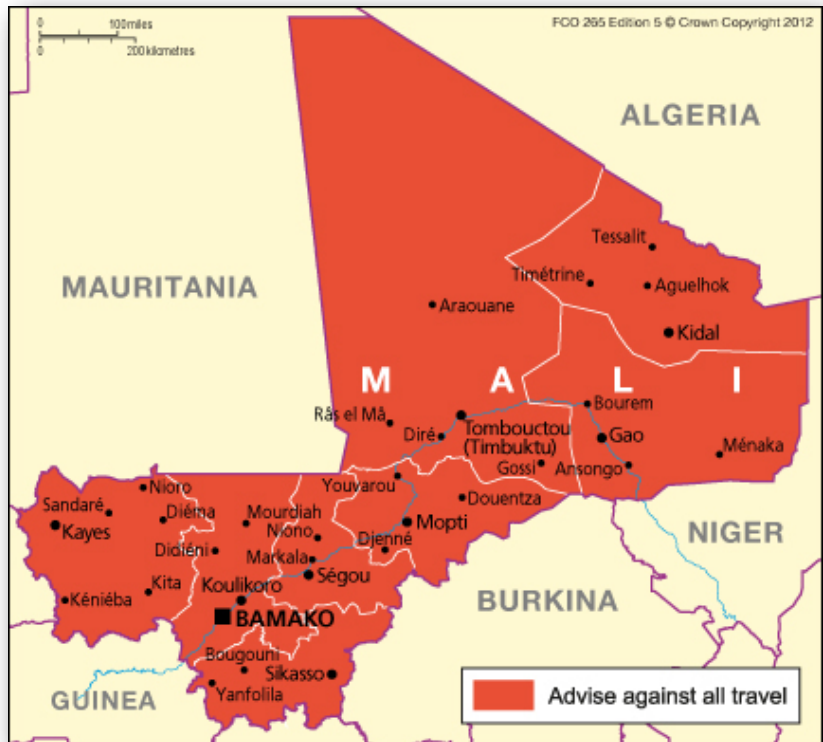 0 100miles
0 200kilometres
FCO 265 Edition 5 © Crown Copyright 2012
ALGERIA
MAURITANIA
Tessalit
Timétrine
Aguelhok
Araouane
Kidal
M A L I
Râs el Mâ
Diré
Tombouctou
(Timbuktu)
Bourem
Gao
Gossi
Ansongo
Ménaka
Youvarou
Douentza
Nioro
Sandaré
Diéma
Mourdiah
Kayes
Niono
Mopti
Didiéni
Djenné
Markala
NIGER
Kita
Koulikoro
Ségou
Kéniéba
BURKINA
BAMAKO
Bougouni
Sikasso
GUINEA
Yanfolila
Advise against all travel